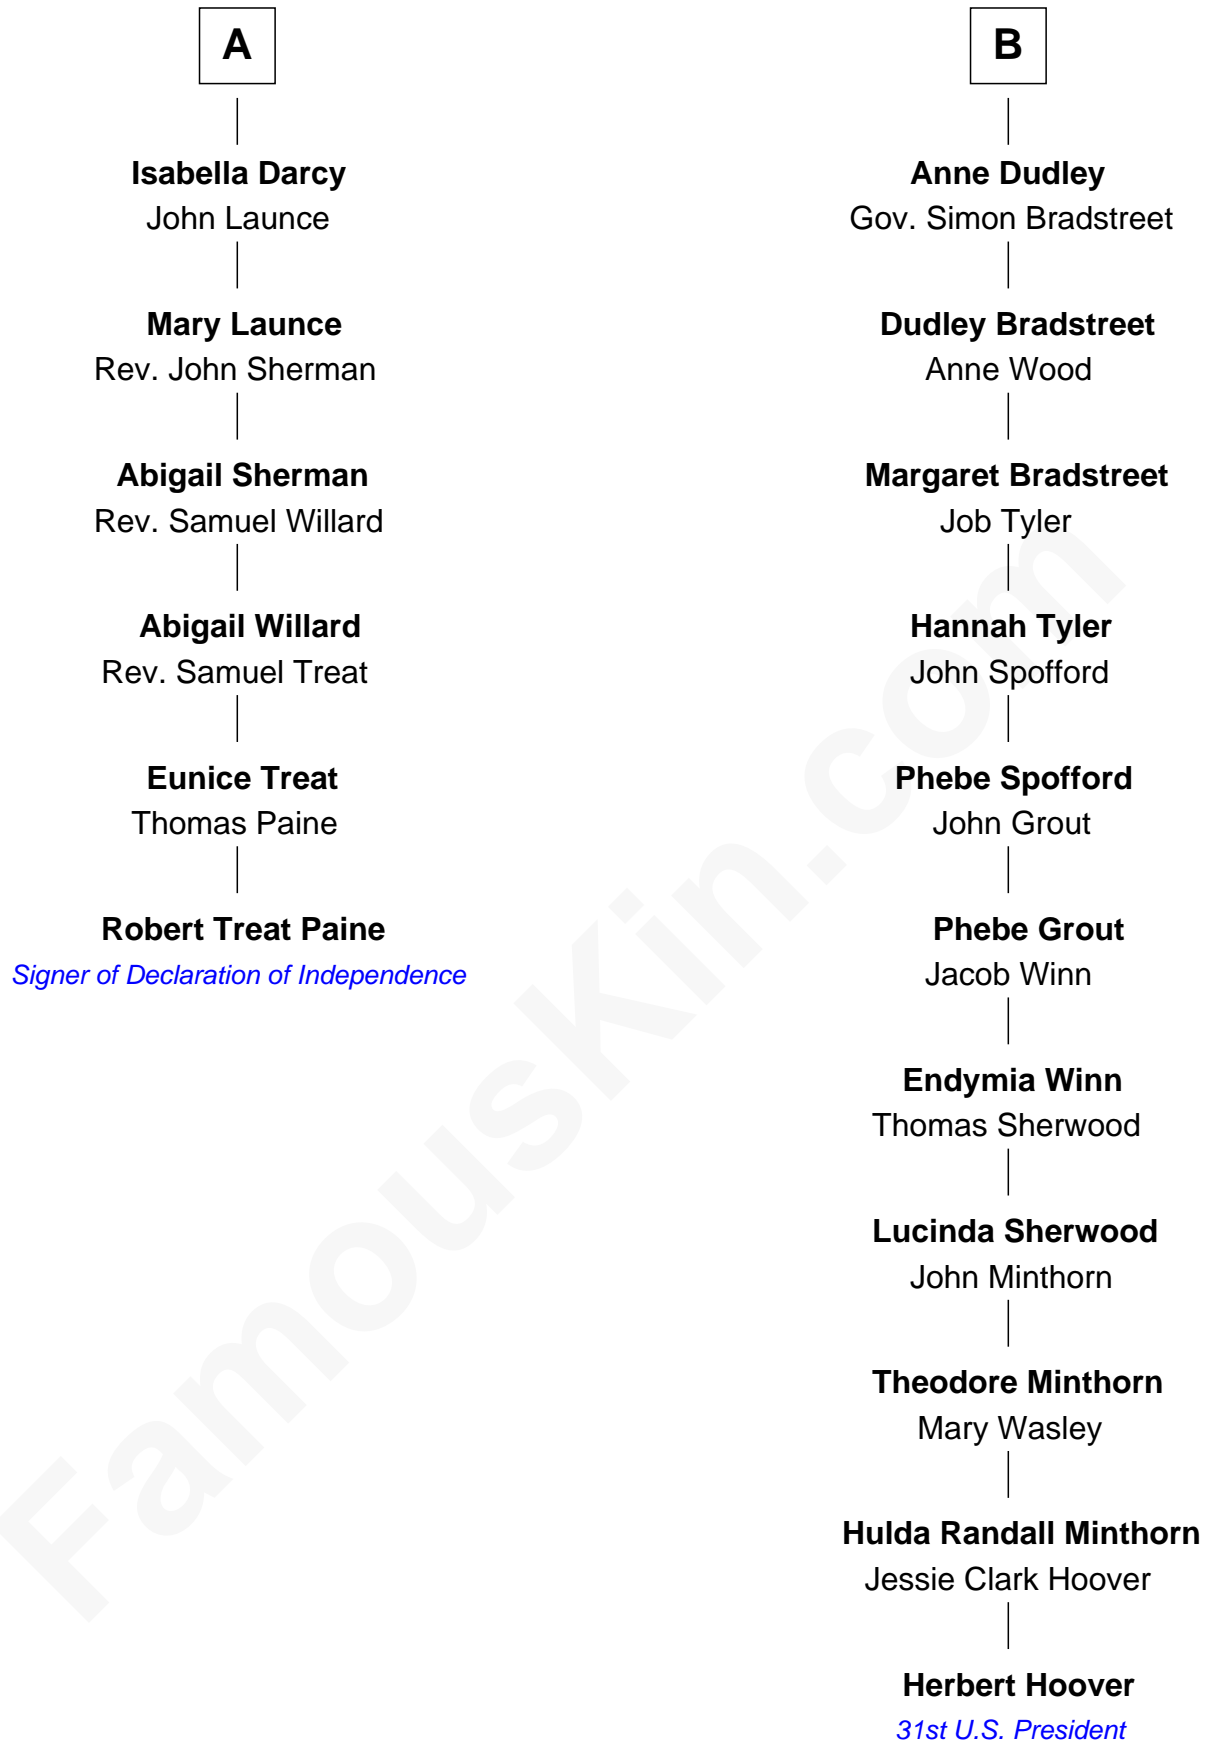 A
Isabella Darcy
John Launce
Mary Launce
Rev. John Sherman
Abigail Sherman
Rev. Samuel Willard
Abigail Willard
Rev. Samuel Treat
Eunice Treat
Thomas Paine
Robert Treat Paine
Signer of Declaration of Independence
B
Anne Dudley
Gov. Simon Bradstreet
Dudley Bradstreet
Anne Wood
Margaret Bradstreet
Job Tyler
Hannah Tyler
John Spofford
Phebe Spofford
John Grout
Phebe Grout
Jacob Winn
Endymia Winn
Thomas Sherwood
Lucinda Sherwood
John Minthorn
Theodore Minthorn
Mary Wasley
Hulda Randall Minthorn
Jessie Clark Hoover
Herbert Hoover
31st U.S. President
FamousKin.com